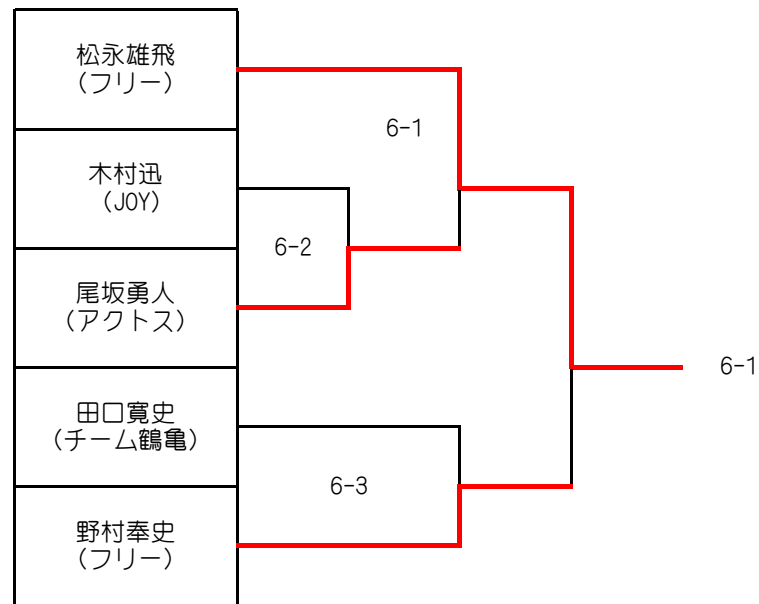 松永雄飛
(フリー)
6-1
木村迅
(JOY)
6-2
尾坂勇人
(アクトス)
6-1
田口寛史
(チーム鶴亀)
6-3
野村奉史
(フリー)